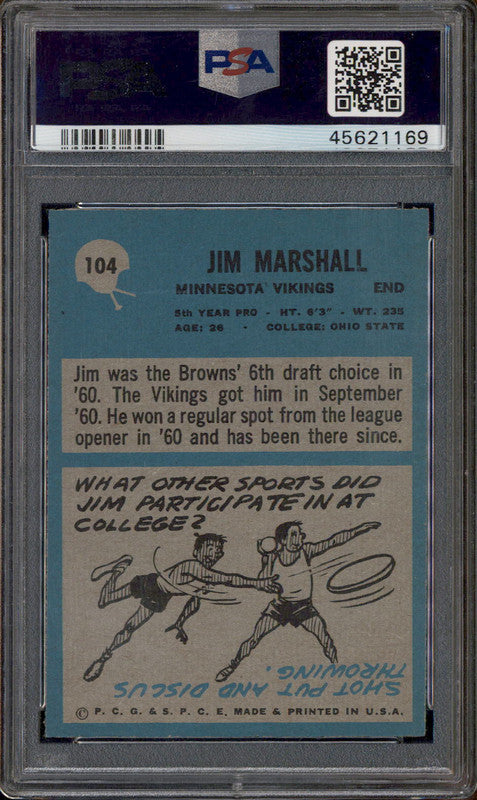 PSA
45621169
104
JIM MARSHALL
MINNESOTA VIKINGS END
5th YEAR PRO - HT. 6'3" - WT. 235
AGE: 26 - COLLEGE: OHIO STATE
Jim was the Browns' 6th draft choice in
'60. The Vikings got him in September
'60. He won a regular spot from the league
opener in '60 and has been there since.
WHAT OTHER SPORTS DID
JIM PARTICIPATE IN AT
COLLEGE?
SHOT PUT AND DISCUS
THROWING.
© P. C. G. & S. P. C. E. MADE & PRINTED IN U.S.A.